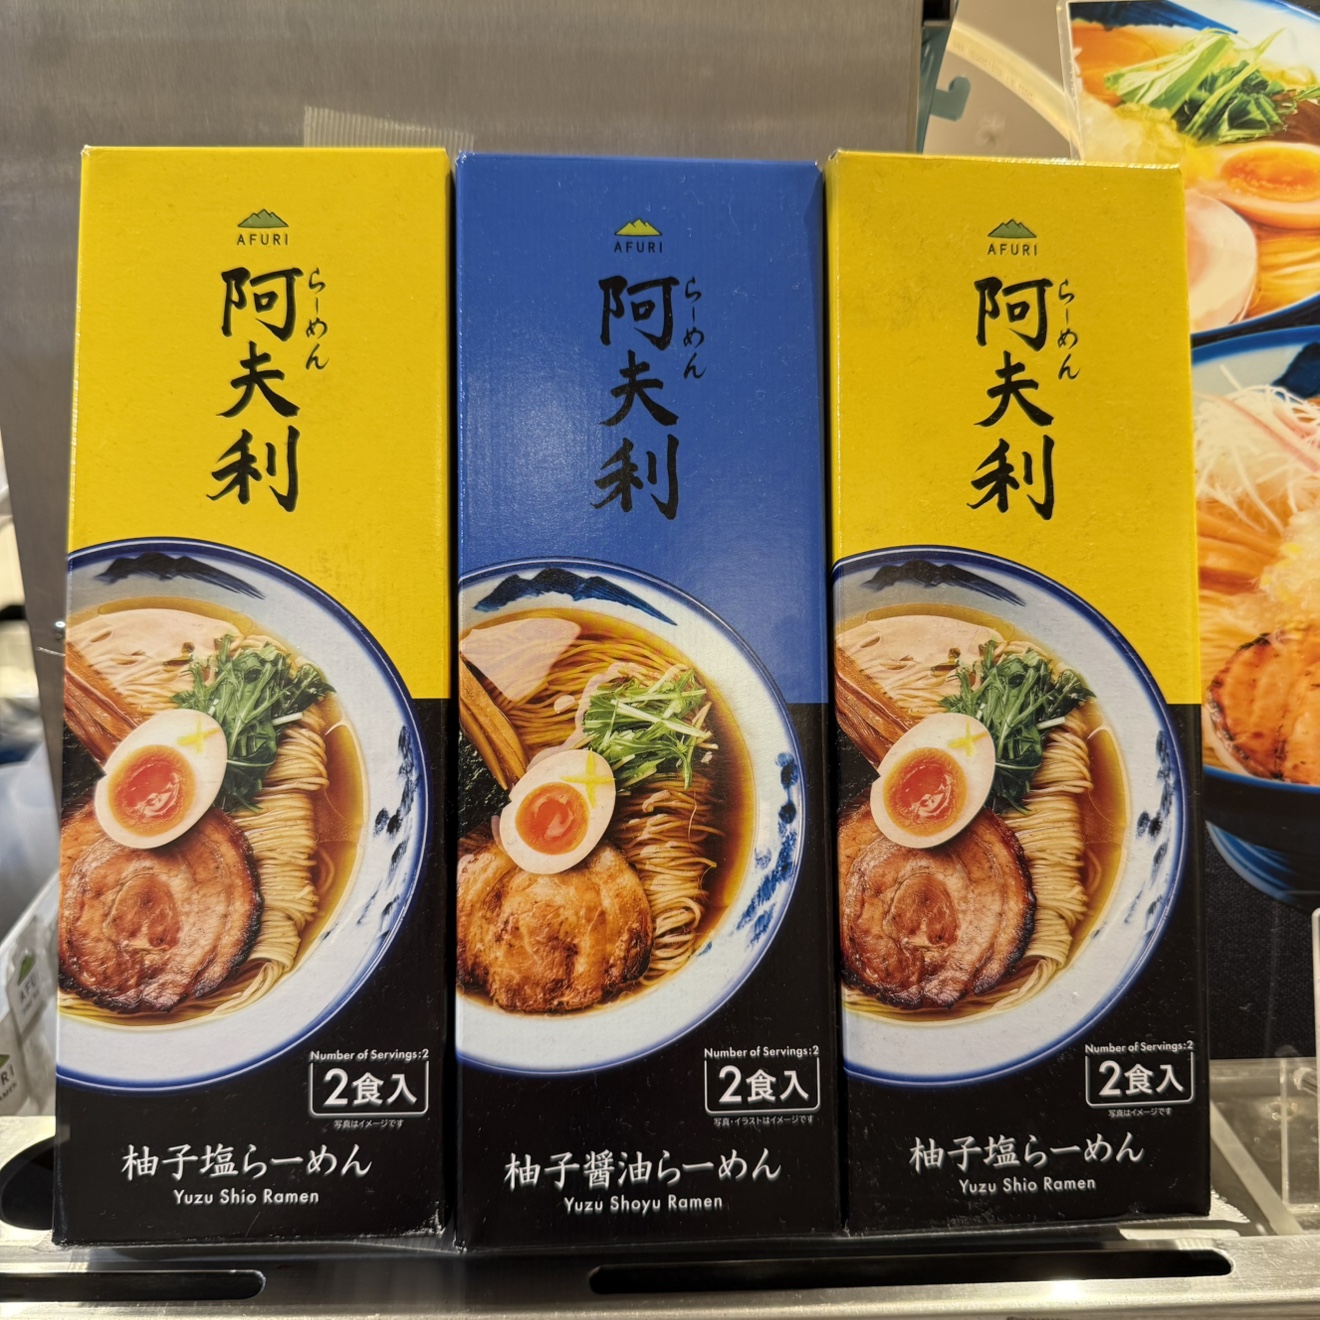 AFURI
らーめん
阿夫利
Number of Servings:2
2食入
写真はイメージです
柚子塩らーめん
Yuzu Shio Ramen
AFURI
らーめん
阿夫利
Number of Servings:2
2食入
写真・イラストはイメージです
柚子醤油らーめん
Yuzu Shoyu Ramen
AFURI
らーめん
阿夫利
Number of Servings:2
2食入
写真はイメージです
柚子塩らーめん
Yuzu Shio Ramen